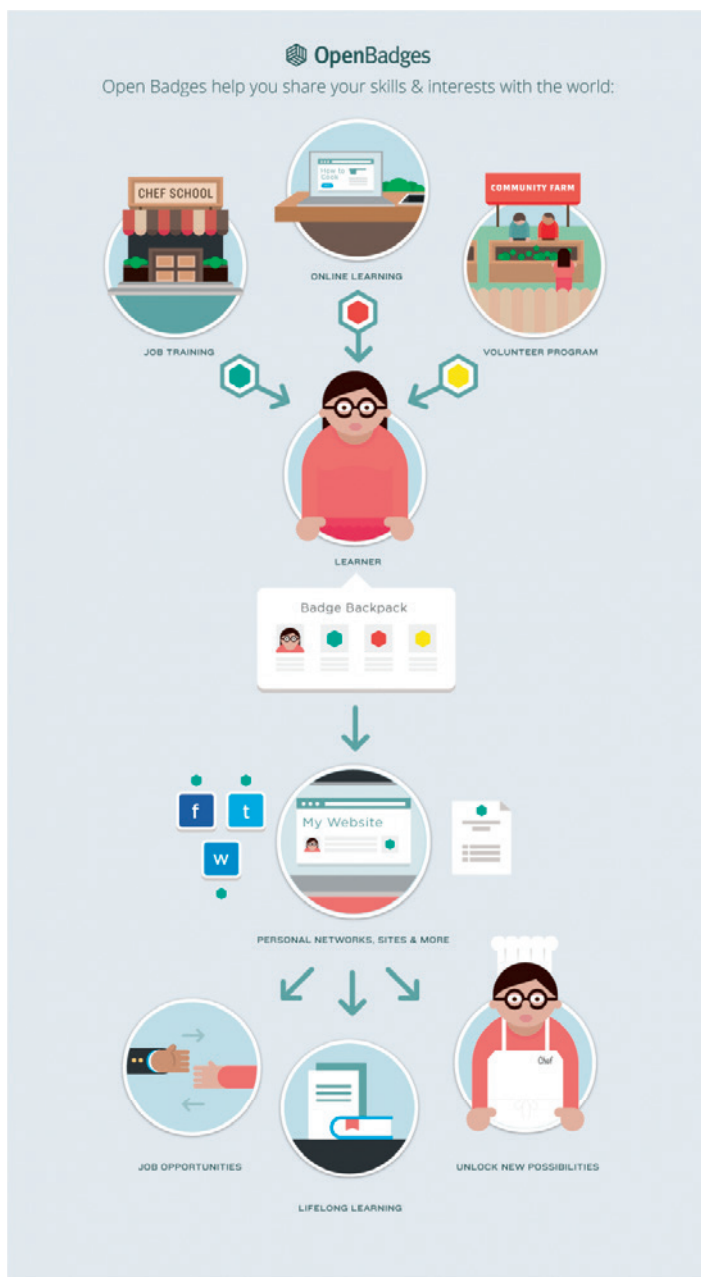 OpenBadges
Open Badges help you share your skills & interests with the world:
CHEF SCHOOL
How to
Cook
COMMUNITY FARM
ONLINE LEARNING
JOB TRAINING
VOLUNTEER PROGRAM
LEARNER
Badge Backpack
f
t
My Website
w
PERSONAL NETWORKS, SITES & MORE
Chef
JOB OPPORTUNITIES
UNLOCK NEW POSSIBILITIES
LIFELONG LEARNING